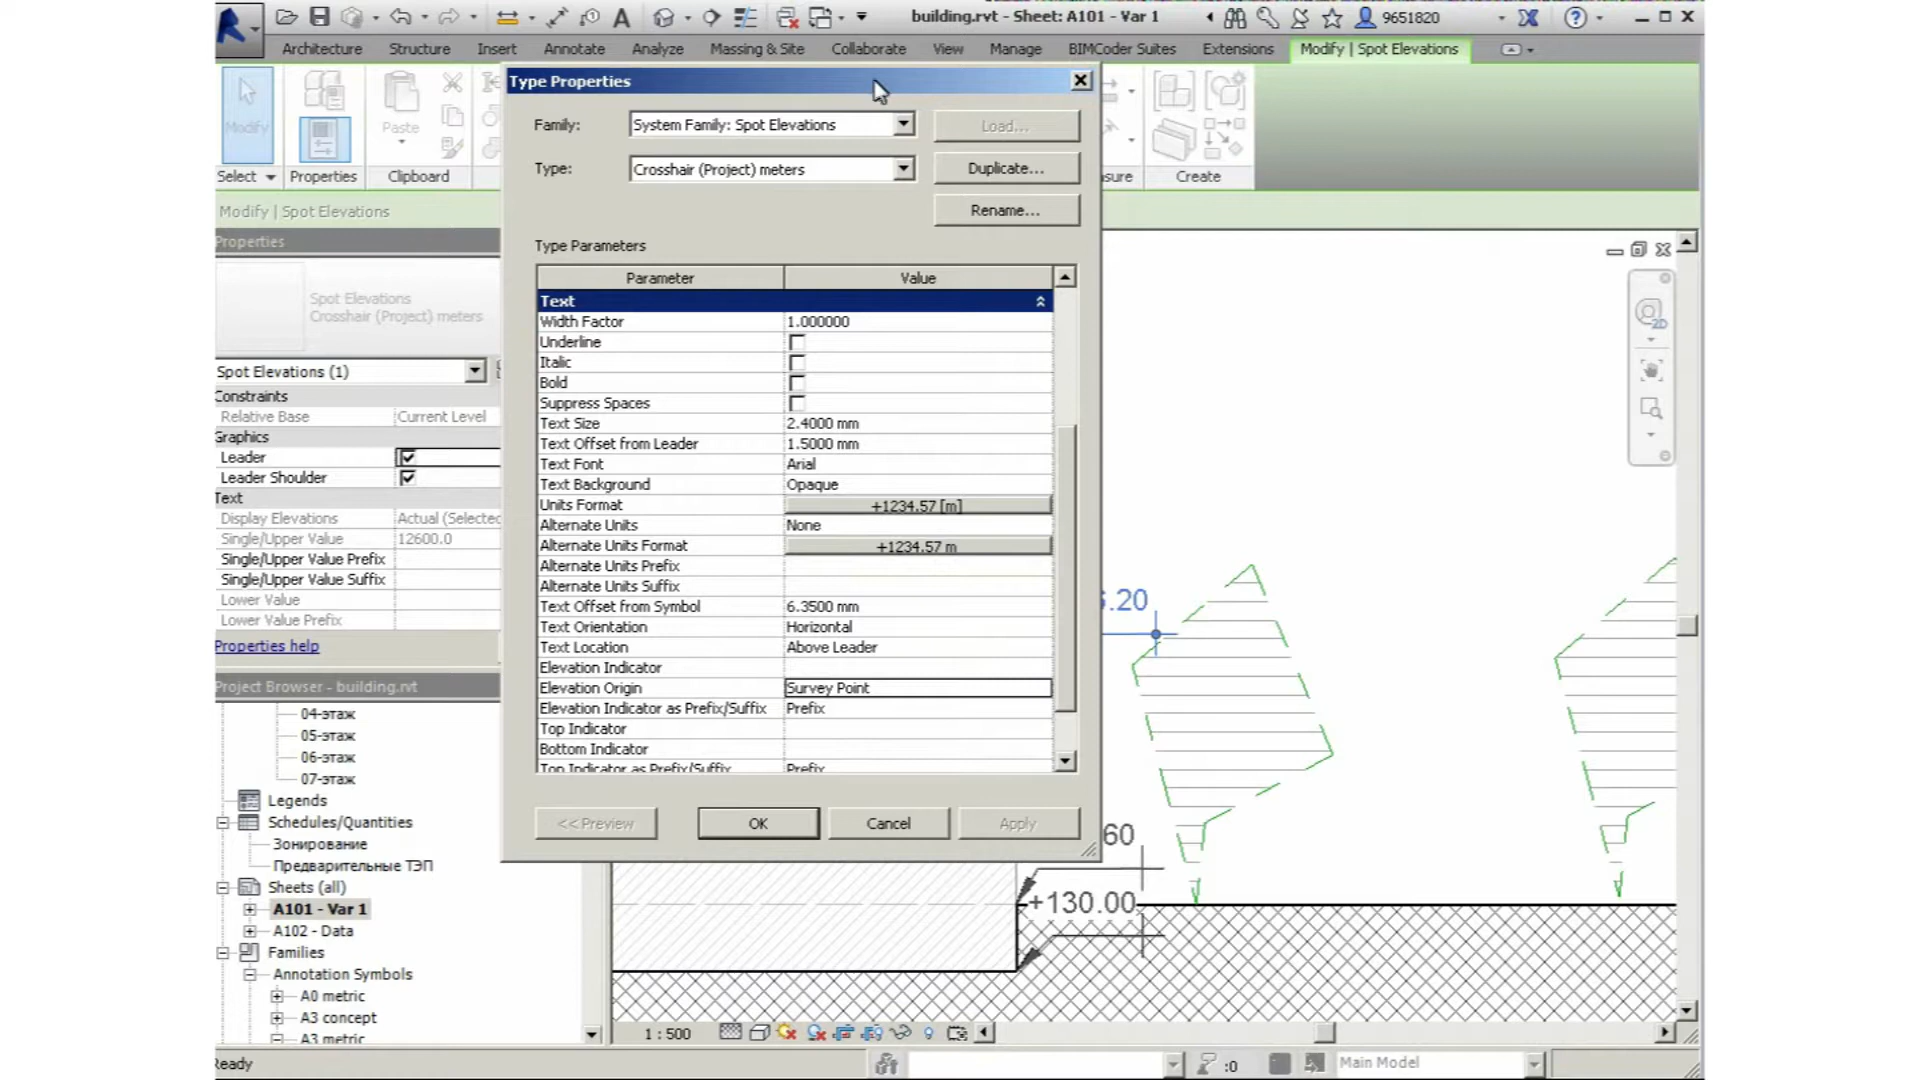 building.rvt - Sheet: A101 - Var 1
9651820
Architecture
Structure
Insert
Annotate
Analyze
Massing & Site
Collaborate
View
Manage
BIMCoder Suites
Extensions
Modify | Spot Elevations
Modify
Paste
Select
Properties
Clipboard
Create
Modify | Spot Elevations
Properties
Spot Elevations
Crosshair (Project) meters
Spot Elevations (1)
Constraints
Relative Base Current Level
Graphics
Leader
Leader Shoulder
Text
Display Elevations Actual (Selected
Single/Upper Value 12600.0
Single/Upper Value Prefix
Single/Upper Value Suffix
Lower Value
Lower Value Prefix
Properties help
Project Browser - building.rvt
04-этаж
05-этаж
06-этаж
07-этаж
Legends
Schedules/Quantities
Зонирование
Предварительные ТЭП
Sheets (all)
A101 - Var 1
A102 - Data
Families
Annotation Symbols
A0 metric
A3 concept
A3 metric
Type Properties
Family: System Family: Spot Elevations Load...
Type: Crosshair (Project) meters Duplicate...
Rename...
Type Parameters
Parameter Value
Text
Width Factor 1.000000
Underline
Italic
Bold
Suppress Spaces
Text Size 2.4000 mm
Text Offset from Leader 1.5000 mm
Text Font Arial
Text Background Opaque
Units Format +1234.57 [m]
Alternate Units None
Alternate Units Format +1234.57 m
Alternate Units Prefix
Alternate Units Suffix
Text Offset from Symbol 6.3500 mm
Text Orientation Horizontal
Text Location Above Leader
Elevation Indicator
Elevation Origin Survey Point
Elevation Indicator as Prefix/Suffix Prefix
Top Indicator
Bottom Indicator
Top Indicator as Prefix/Suffix Prefix
<< Preview OK Cancel Apply
2D
.20
60
+130.00
1 : 500
Ready
:0
Main Model